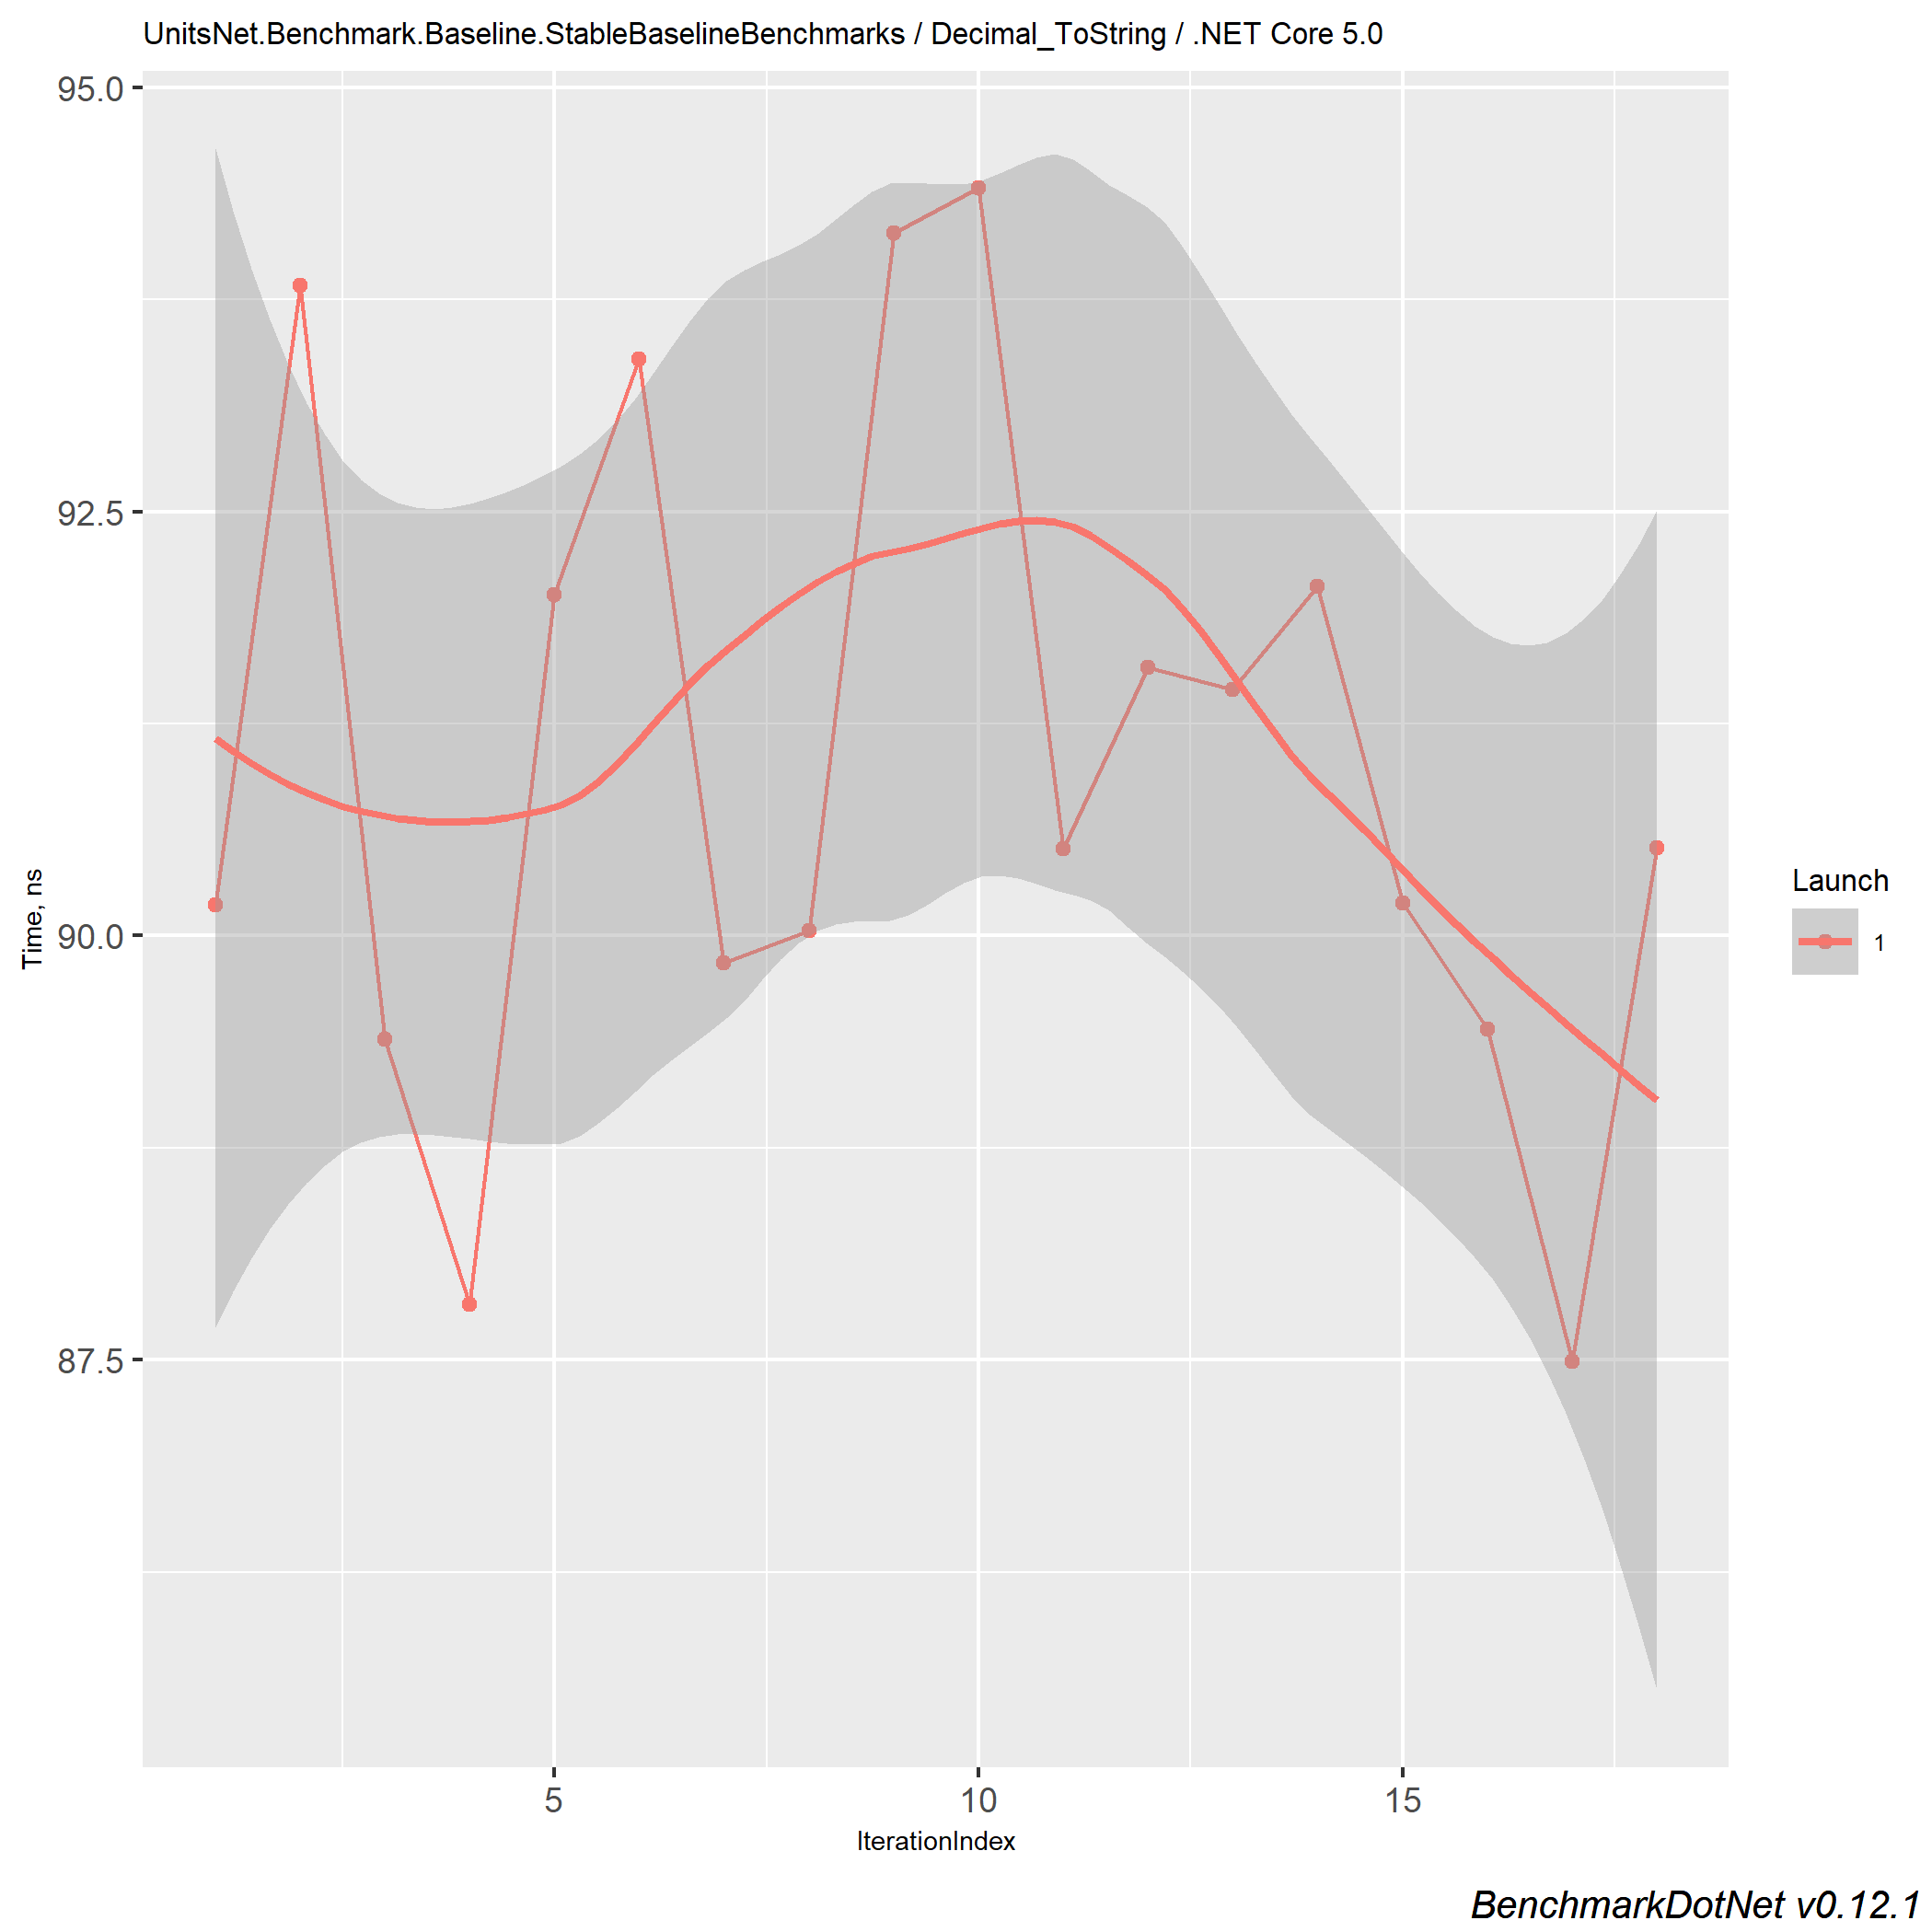 UnitsNet.Benchmark.Baseline.StableBaselineBenchmarks / Decimal_ToString / .NET Core 5.0
95.0
92.5
90.0
87.5
Time, ns
5 10 15
IterationIndex
Launch
1
BenchmarkDotNet v0.12.1